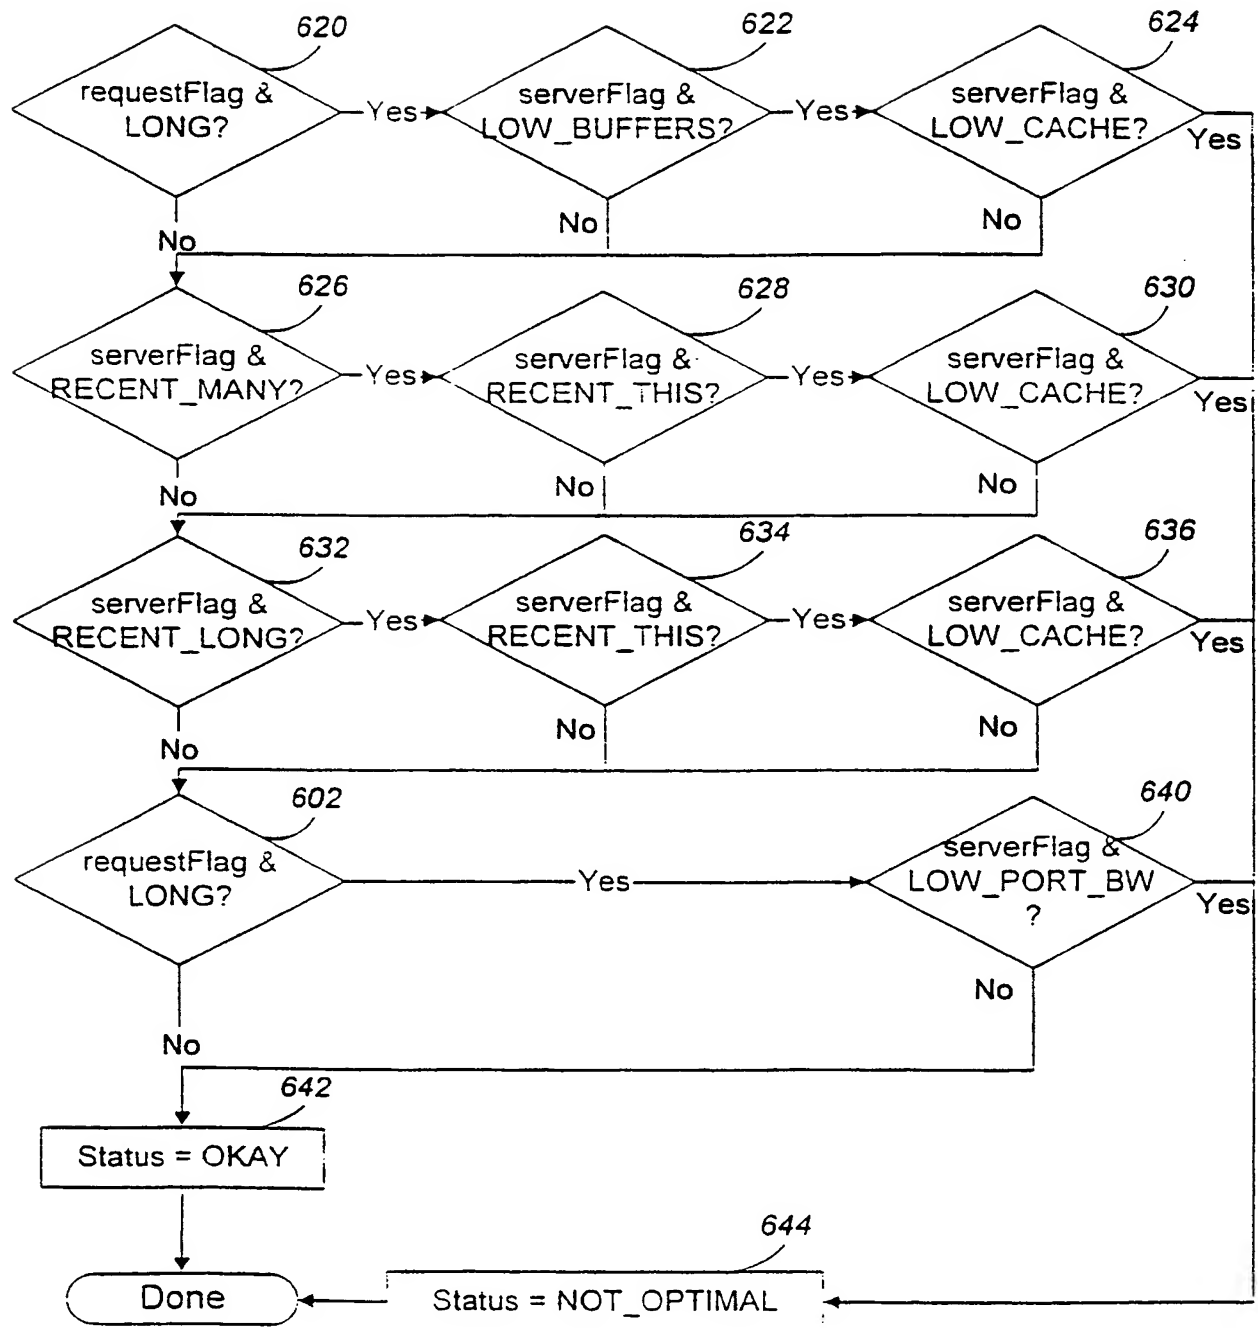 620
622
624
requestFlag &
LONG?
Yes
serverFlag &
LOW_BUFFERS?
Yes
serverFlag &
LOW_CACHE?
Yes
No
No
No
626
628
630
serverFlag &
RECENT_MANY?
Yes
serverFlag &
RECENT_THIS?
Yes
serverFlag &
LOW_CACHE?
Yes
No
No
No
632
634
636
serverFlag &
RECENT_LONG?
Yes
serverFlag &
RECENT_THIS?
Yes
serverFlag &
LOW_CACHE?
Yes
No
No
No
602
640
requestFlag &
LONG?
Yes
serverFlag &
LOW_PORT_BW
?
Yes
No
No
642
Status = OKAY
644
Done
Status = NOT_OPTIMAL